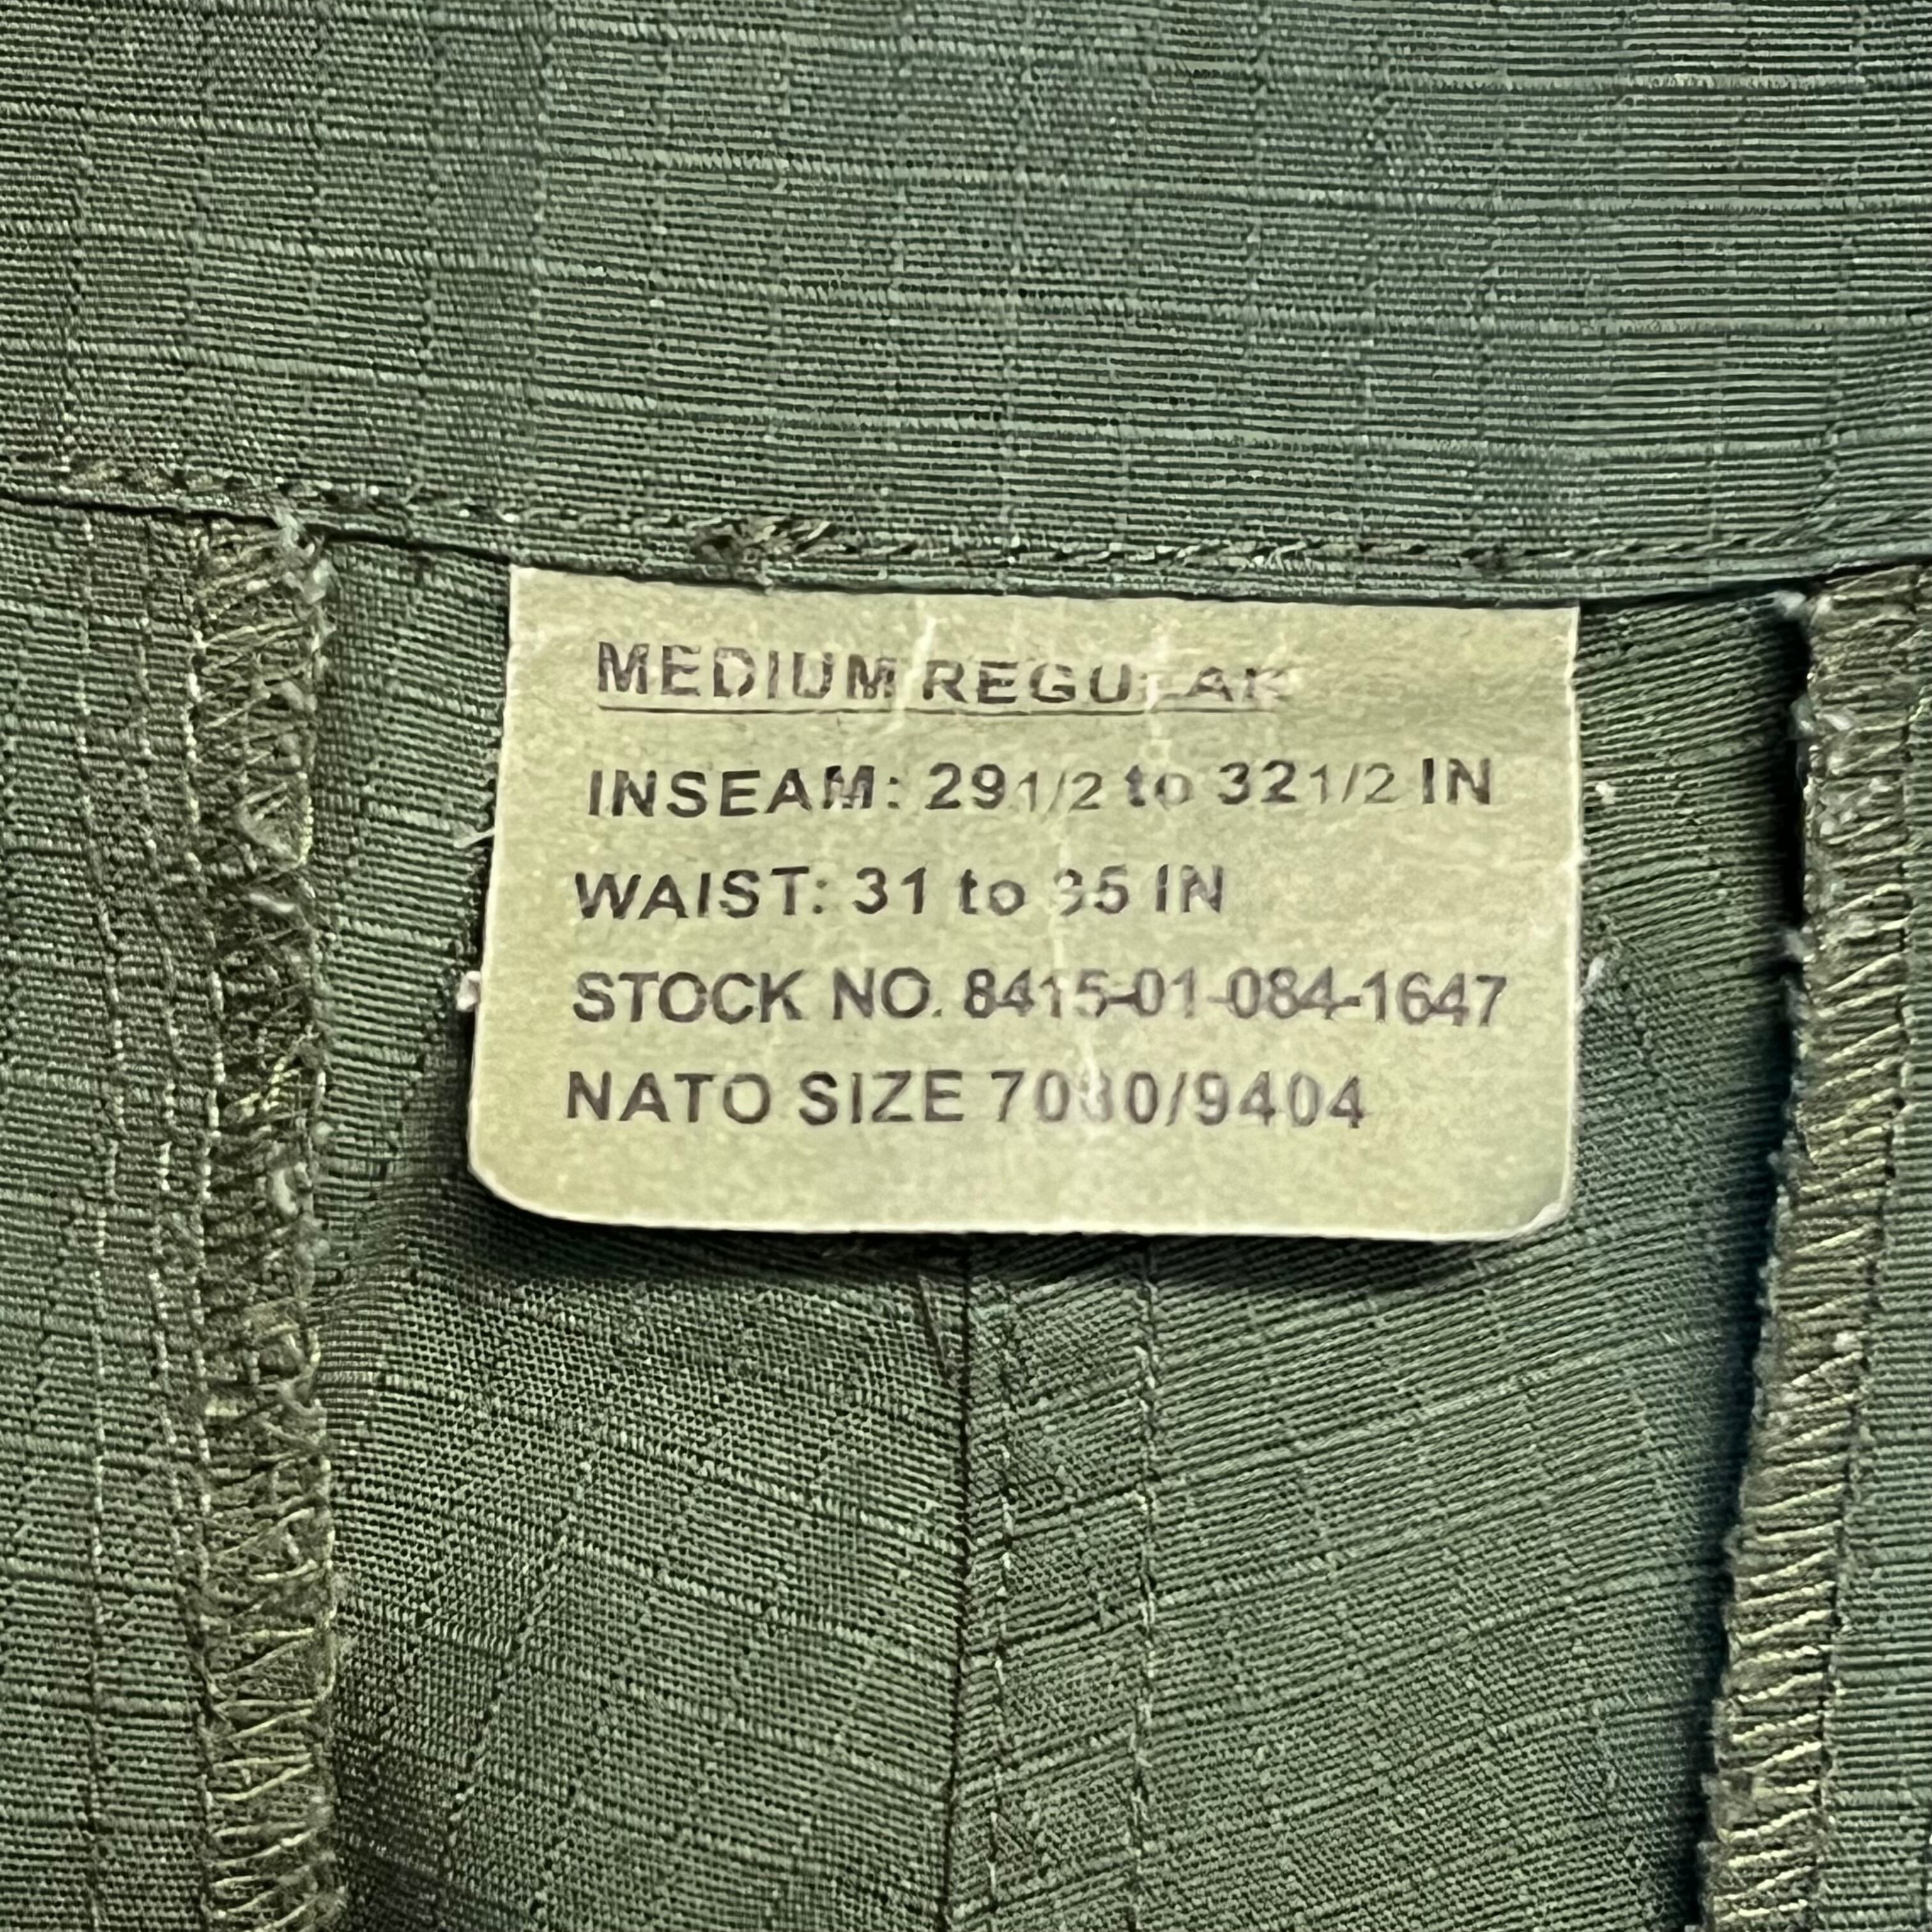 MEDIUM REGULAR
INSEAM: 29 1/2 to 32 1/2 IN
WAIST: 31 to 35 IN
STOCK NO. 8415-01-084-1647
NATO SIZE 7080/9404